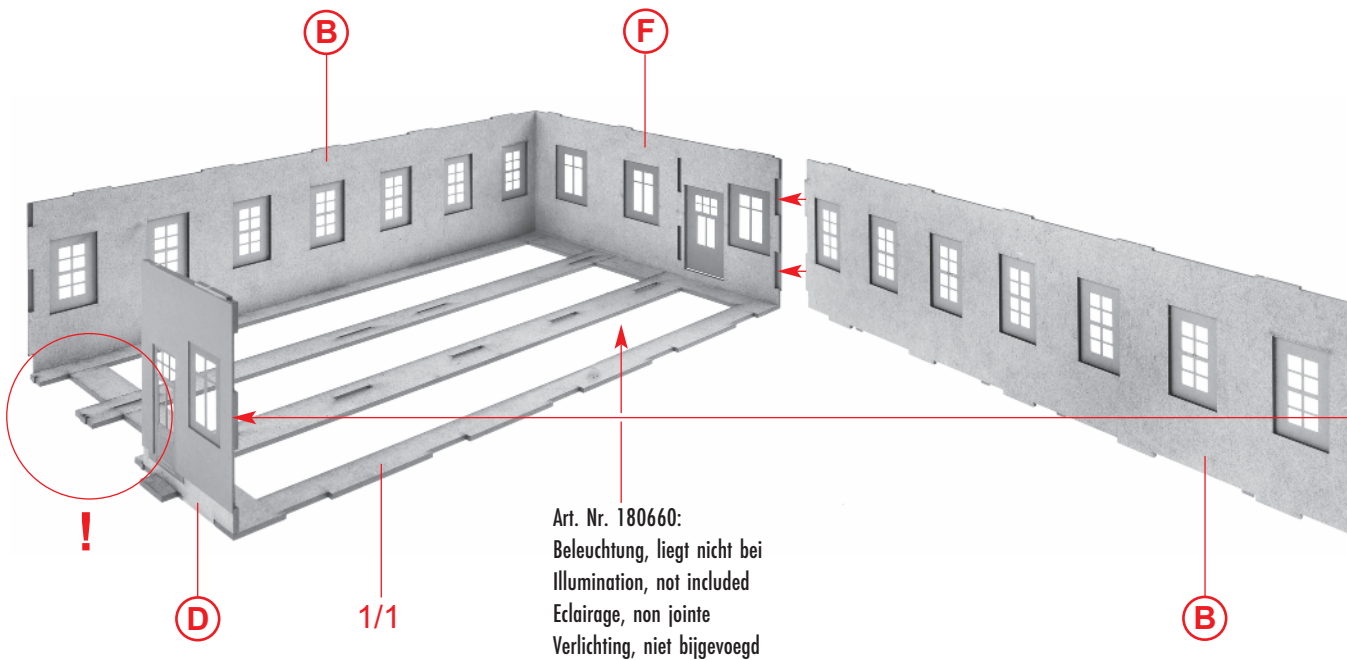 B
F
!
D
1/1
Art. Nr. 180660:
Beleuchtung, liegt nicht bei
Illumination, not included
Eclairage, non jointe
Verlichting, niet bijgevoegd
B